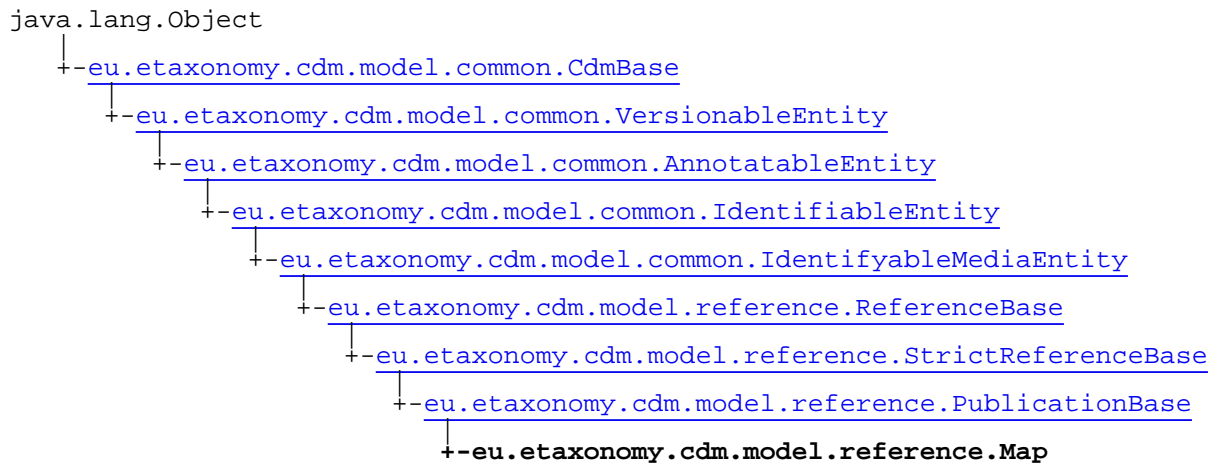 java.lang.Object
+-eu.etaxonomy.cdm.model.common.CdmBase
+-eu.etaxonomy.cdm.model.common.VersionableEntity
+-eu.etaxonomy.cdm.model.common.AnnotatableEntity
+-eu.etaxonomy.cdm.model.common.IdentifiableEntity
+-eu.etaxonomy.cdm.model.common.IdentifyableMediaEntity
+-eu.etaxonomy.cdm.model.reference.ReferenceBase
+-eu.etaxonomy.cdm.model.reference.StrictReferenceBase
+-eu.etaxonomy.cdm.model.reference.PublicationBase
+-eu.etaxonomy.cdm.model.reference.Map